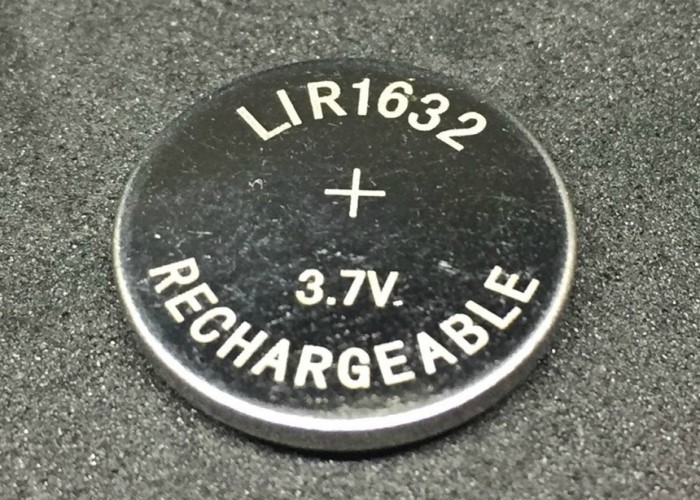 LIR1632
+
3.7V.
RECHARGEABLE